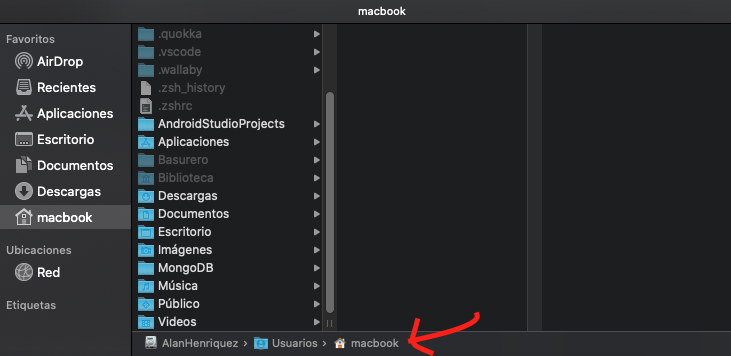 macbook
Favoritos
AirDrop
Recientes
Aplicaciones
Escritorio
Documentos
Descargas
macbook
Ubicaciones
Red
Etiquetas
.quokka
.vscode
.wallaby
.zsh_history
.zshrc
AndroidStudioProjects
Aplicaciones
Basurero
Biblioteca
Descargas
Documentos
Escritorio
Imágenes
MongoDB
Música
Público
Videos
AlanHenriquez › Usuarios › macbook